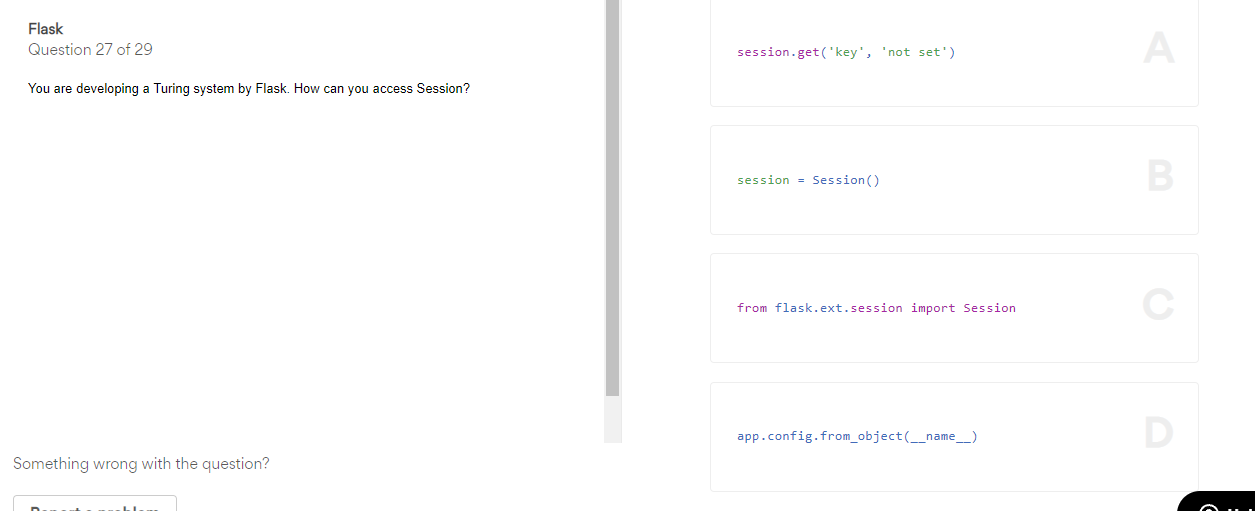 Flask
Question 27 of 29
You are developing a Turing system by Flask. How can you access Session?
session.get('key', 'not set')
A
session = Session()
B
from flask.ext.session import Session
C
app.config.from_object(__name__)
D
Something wrong with the question?
Report a problem